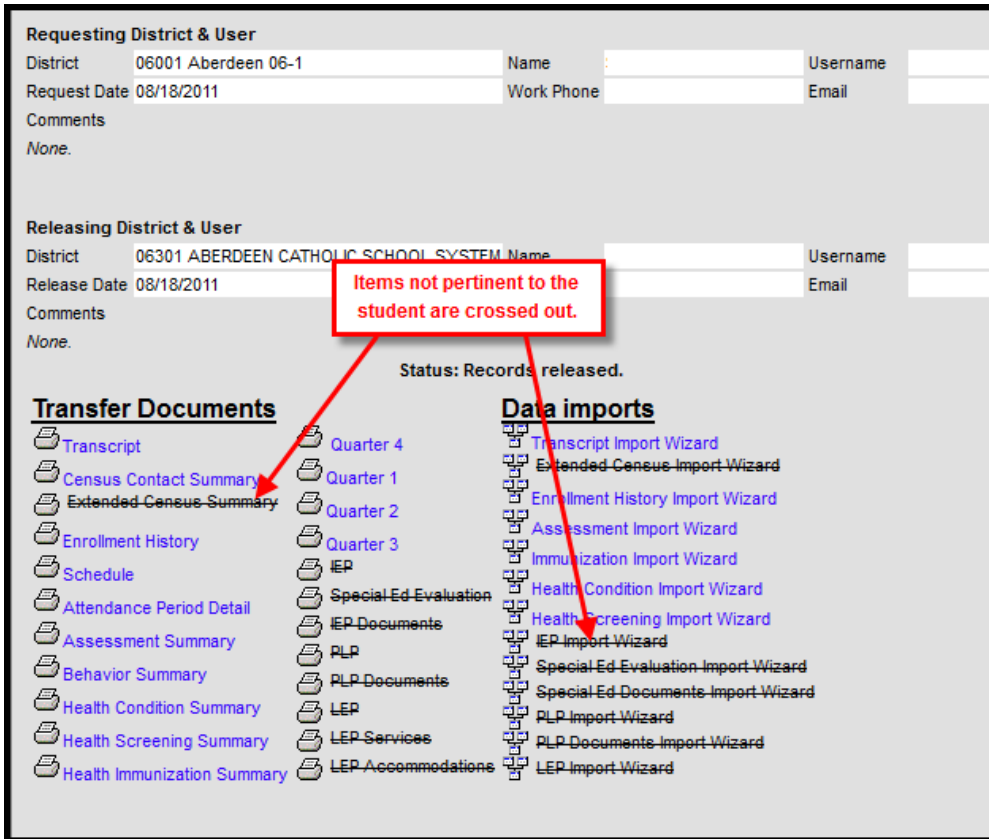 Requesting District & User
District 06001 Aberdeen 06-1 Name Username
Request Date 08/18/2011 Work Phone Email
Comments
None.
Releasing District & User
District 06301 ABERDEEN CATHOLIC SCHOOL SYSTEM Name Username
Release Date 08/18/2011 Email
Comments
None.
Items not pertinent to the
student are crossed out.
Status: Records released.
Transfer Documents
Transcript
Census Contact Summary
Extended Census Summary
Enrollment History
Schedule
Attendance Period Detail
Assessment Summary
Behavior Summary
Health Condition Summary
Health Screening Summary
Health Immunization Summary
Quarter 4
Quarter 1
Quarter 2
Quarter 3
IEP
Special Ed Evaluation
IEP Documents
PLP
PLP Documents
LEP
LEP Services
LEP Accommodations
Data imports
Transcript Import Wizard
Extended Census Import Wizard
Enrollment History Import Wizard
Assessment Import Wizard
Immunization Import Wizard
Health Condition Import Wizard
Health Screening Import Wizard
IEP Import Wizard
Special Ed Evaluation Import Wizard
Special Ed Documents Import Wizard
PLP Import Wizard
PLP Documents Import Wizard
LEP Import Wizard